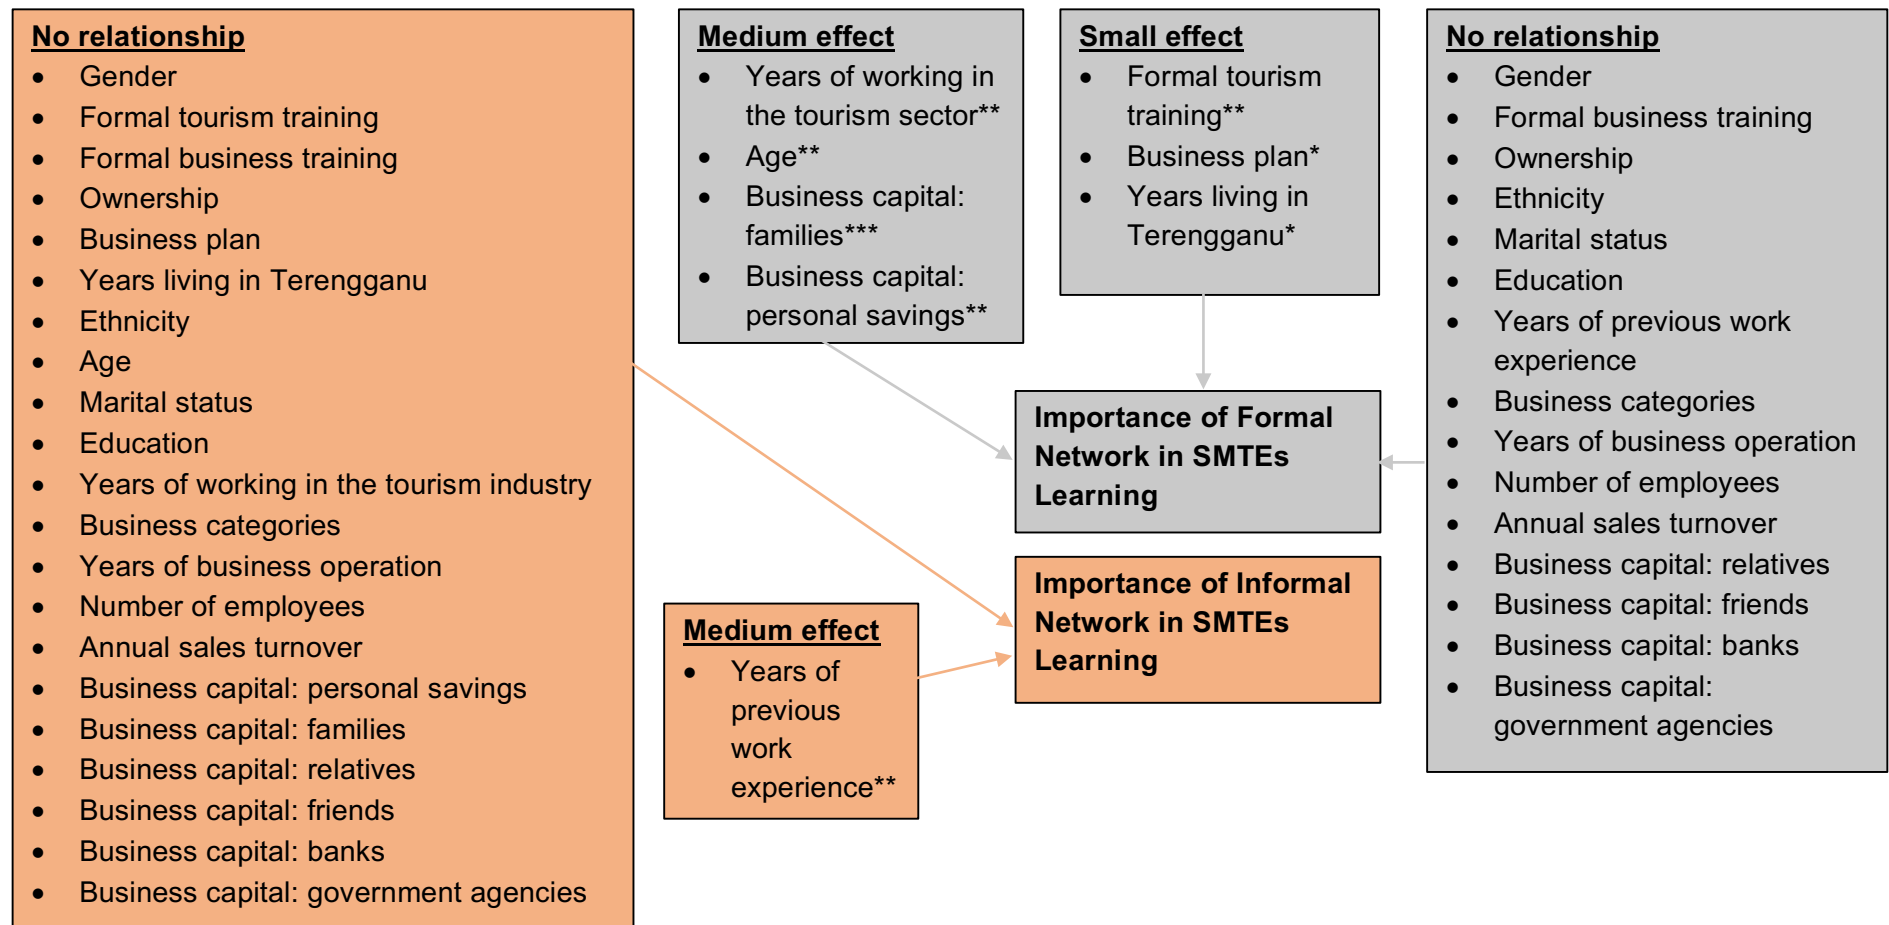 No relationship
• Gender
• Formal tourism training
• Formal business training
• Ownership
• Business plan
• Years living in Terengganu
• Ethnicity
• Age
• Marital status
• Education
• Years of working in the tourism industry
• Business categories
• Years of business operation
• Number of employees
• Annual sales turnover
• Business capital: personal savings
• Business capital: families
• Business capital: relatives
• Business capital: friends
• Business capital: banks
• Business capital: government agencies
Medium effect
• Years of working in
the tourism sector**
• Age**
• Business capital:
families***
• Business capital:
personal savings**
Small effect
• Formal tourism
training**
• Business plan*
• Years living in
Terengganu*
No relationship
• Gender
• Formal business training
• Ownership
• Ethnicity
• Marital status
• Education
• Years of previous work
experience
• Business categories
• Years of business operation
• Number of employees
• Annual sales turnover
• Business capital: relatives
• Business capital: friends
• Business capital: banks
• Business capital:
government agencies
Importance of Formal
Network in SMTEs
Learning
Importance of Informal
Network in SMTEs
Learning
Medium effect
• Years of
previous
work
experience**